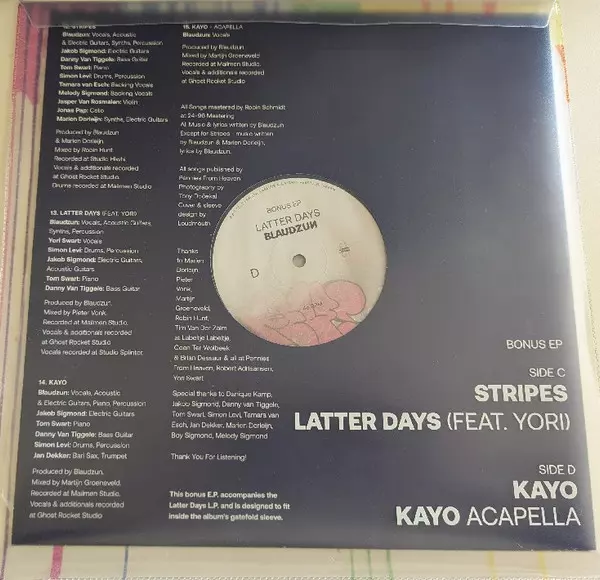 12. STRIPES
Blaudzun: Vocals, Acoustic
& Electric Guitars, Synths, Percussion
Jakob Sigmond: Electric Guitars
Danny Van Tiggele: Bass Guitar
Tom Swart: Piano
Simon Levi: Drums, Percussion
Tamara van Esch: Backing Vocals
Melody Sigmond: Backing Vocals
Jasper Van Rosmalen: Violin
Jonas Pap: Cello
Marien Dorleijn: Synths, Electric Guitars
Produced by Blaudzun
& Marien Dorleijn.
Mixed by Robin Hunt
Recorded at Studio Hiehi
Vocals & additionals recorded
at Ghost Rocket Studio
Drums recorded at Malmen Studio
13. LATTER DAYS (FEAT. YORI)
Blaudzun: Vocals, Acoustic Guitars,
Synths, Percussion
Yori Swart: Vocals
Simon Levi: Drums, Percussion
Jakob Sigmond: Electric Guitars,
Acoustic Guitars
Tom Swart: Piano
Danny Van Tiggele: Bass Guitar
Produced by Blaudzun.
Mixed by Pieter Vonk.
Recorded at Malmen Studio.
Vocals & additionals recorded
at Ghost Rocket Studio
Vocals recorded at Studio Splinter.
14. KAYO
Blaudzun: Vocals, Acoustic
& Electric Guitars, Piano, Percussion
Jakob Sigmond: Electric Guitars
Tom Swart: Piano
Danny Van Tiggele: Bass Guitar
Simon Levi: Drums, Percussion
Jan Dekker: Bari Sax, Trumpet
Produced by Blaudzun.
Mixed by Martijn Groeneveld.
Recorded at Malmen Studio.
Vocals & additionals recorded
at Ghost Rocket Studio
15. KAYO - ACAPELLA
Blaudzun: Vocals
Produced by Blaudzun
Mixed by Martijn Groeneveld
Recorded at Malmen Studio.
Vocals & additionals recorded
at Ghost Rocket Studio
All Songs mastered by Robin Schmidt
at 24-96 Mastering
All Music & lyrics written by Blaudzun
Except for Stripes - music written
by Blaudzun & Marien Dorleijn,
lyrics by Blaudzun.
All songs published by
Pennies From Heaven
Photography by
Tony Dočekal
Cover & sleeve
design by
Loudmouth
Thanks
to Marien
Dorleijn,
Pieter
Vonk,
Martijn
Groeneveld,
Robin Hunt,
Tim Van Der Zalm
at Labeltje Labeltje,
Coen Ter Wolbeek
& Brian Dessaur & all at Pennies
From Heaven, Robert Adriaansen,
Yori Swart
Special thanks to Danique Kamp,
Jakob Sigmond, Danny van Tiggele,
Tom Swart, Simon Levi, Tamara van
Esch, Jan Dekker, Marien Dorleijn,
Boy Sigmond, Melody Sigmond
Thank You For Listening!
This bonus E.P. accompanies the
Latter Days L.P. and is designed to fit
inside the album's gatefold sleeve.
BONUS EP
LATTER DAYS
BLAUDZUN
D
BONUS EP
SIDE C
STRIPES
LATTER DAYS (FEAT. YORI)
SIDE D
KAYO
KAYO ACAPELLA